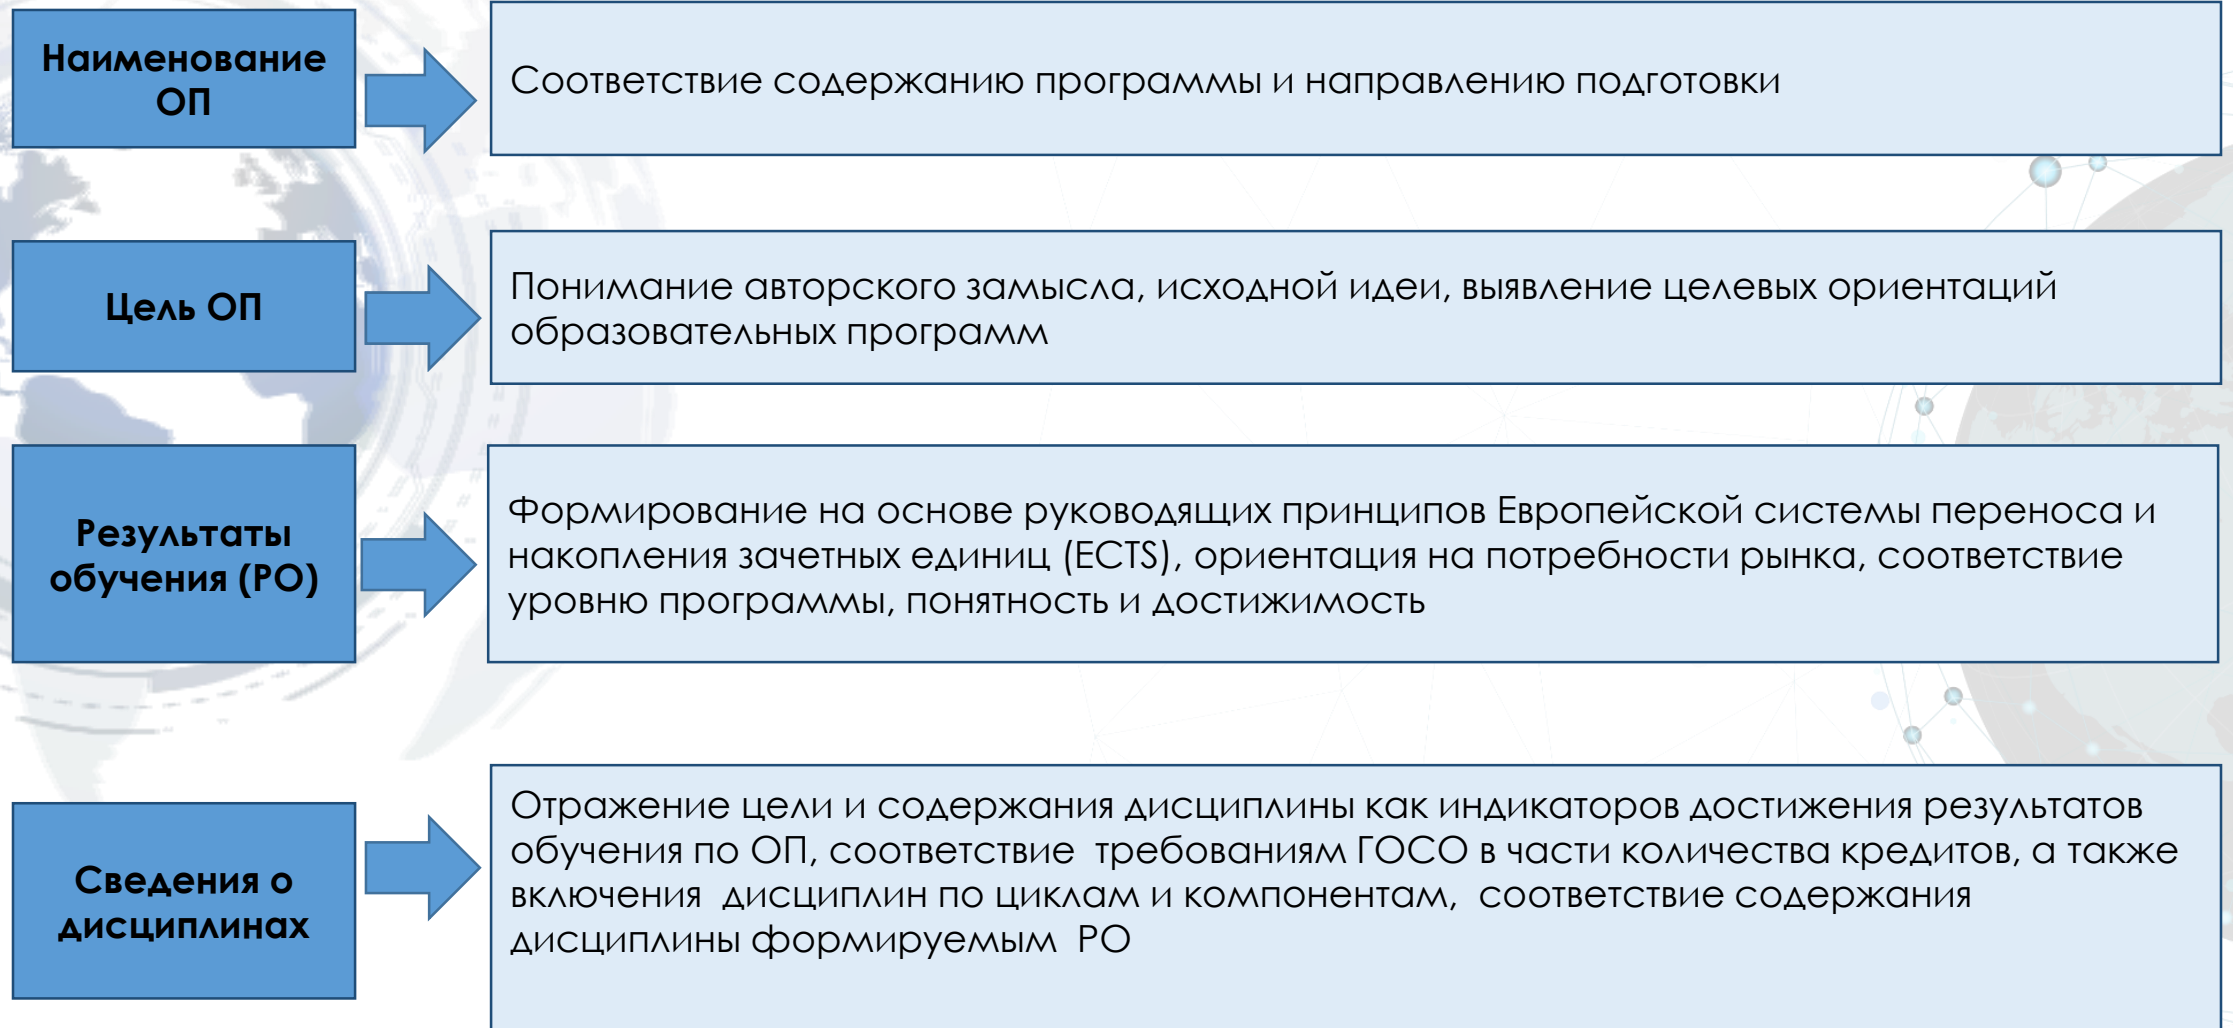 Наименование
ОП
Соответствие содержанию программы и направлению подготовки
Цель ОП
Понимание авторского замысла, исходной идеи, выявление целевых ориентаций
образовательных программ
Результаты
обучения (РО)
Формирование на основе руководящих принципов Европейской системы переноса и
накопления зачетных единиц (ECTS), ориентация на потребности рынка, соответствие
уровню программы, понятность и достижимость
Сведения о
дисциплинах
Отражение цели и содержания дисциплины как индикаторов достижения результатов
обучения по ОП, соответствие  требованиям ГОСО в части количества кредитов, а также
включения  дисциплин по циклам и компонентам,  соответствие содержания
дисциплины формируемым  РО